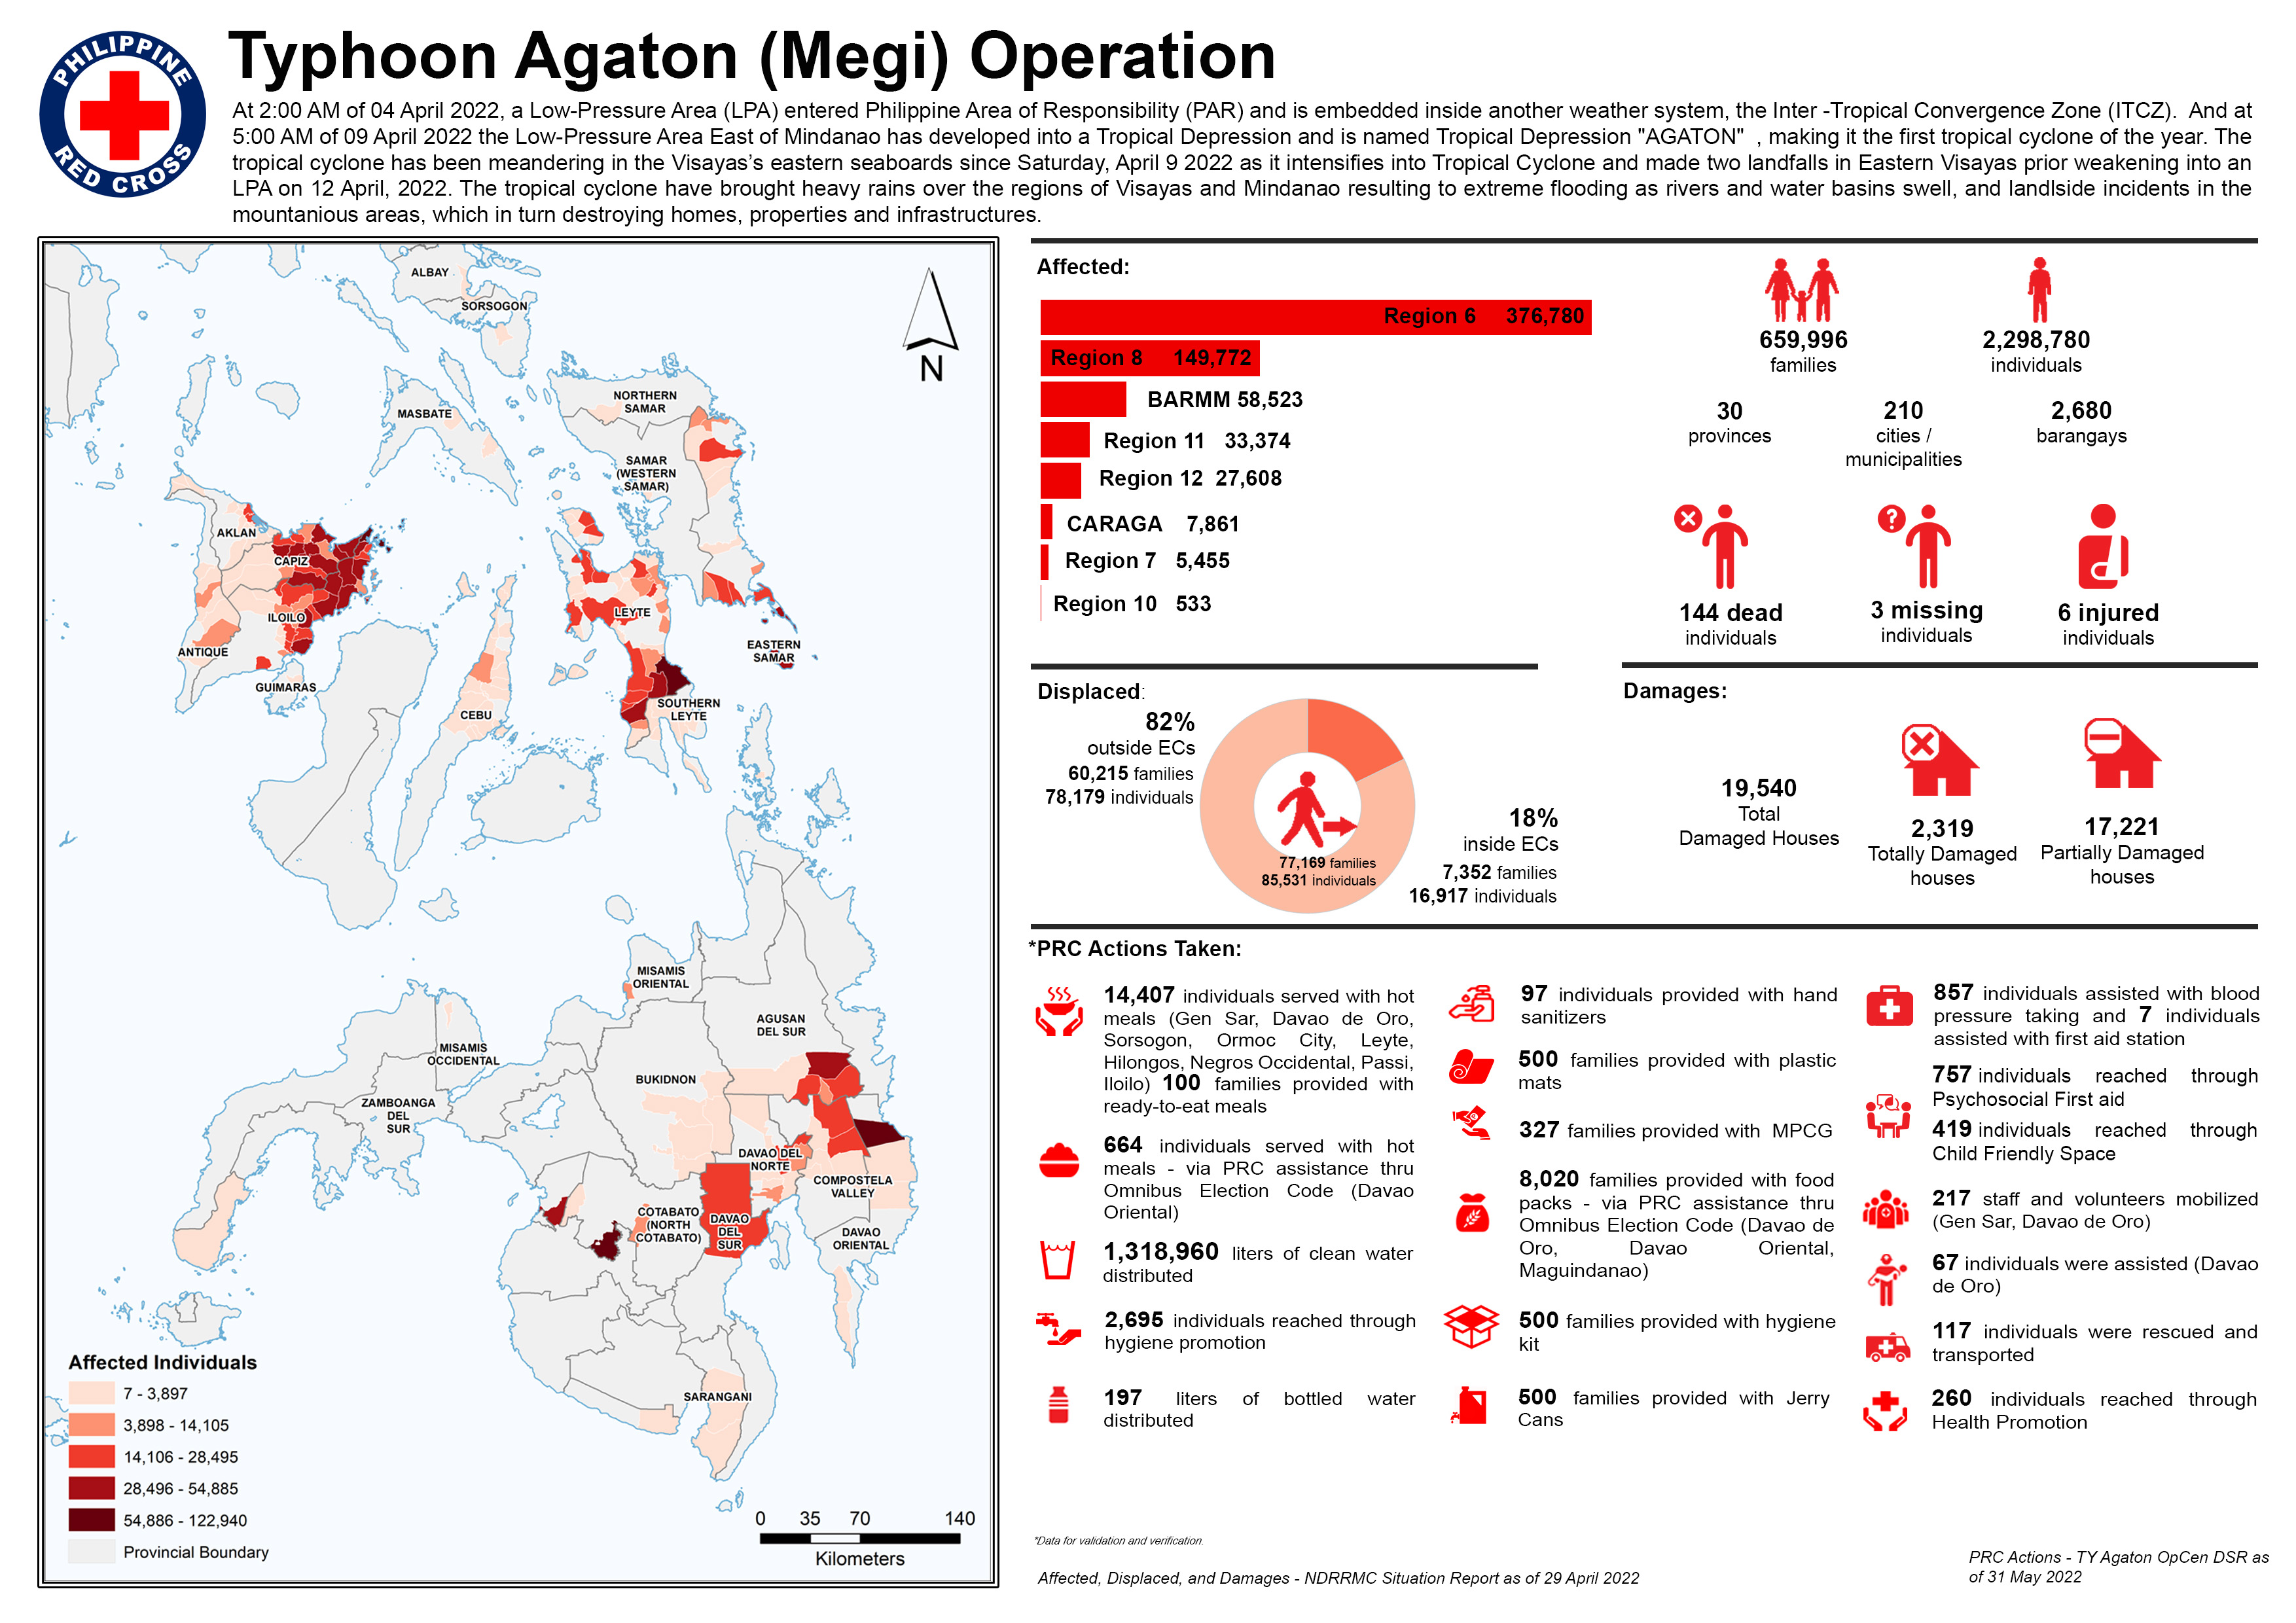 PHILIPPINE
RED CROSS
Typhoon Agaton (Megi) Operation
At 2:00 AM of 04 April 2022, a Low-Pressure Area (LPA) entered Philippine Area of Responsibility (PAR) and is embedded inside another weather system, the Inter -Tropical Convergence Zone (ITCZ). And at
5:00 AM of 09 April 2022 the Low-Pressure Area East of Mindanao has developed into a Tropical Depression and is named Tropical Depression "AGATON" , making it the first tropical cyclone of the year. The
tropical cyclone has been meandering in the Visayas's eastern seaboards since Saturday, April 9 2022 as it intensifies into Tropical Cyclone and made two landfalls in Eastern Visayas prior weakening into an
LPA on 12 April, 2022. The tropical cyclone have brought heavy rains over the regions of Visayas and Mindanao resulting to extreme flooding as rivers and water basins swell, and landlside incidents in the
mountanious areas, which in turn destroying homes, properties and infrastructures.
ALBAY
SORSOGON
N
MASBATE
NORTHERN
SAMAR
SAMAR
(WESTERN
SAMAR)
AKLAN
CAPIZ
ILOILO
ANTIQUE
GUIMARAS
CEBU
LEYTE
EASTERN
SAMAR
SOUTHERN
LEYTE
MISAMIS
ORIENTAL
AGUSAN
DEL SUR
MISAMIS
OCCIDENTAL
BUKIDNON
ZAMBOANGA
DEL
SUR
DAVAO DEL
NORTE
COMPOSTELA
VALLEY
COTABATO
(NORTH
COTABATO)
DAVAO
DEL
SUR
DAVAO
ORIENTAL
SARANGANI
Affected Individuals
7 - 3,897
3,898 - 14,105
14,106 - 28,495
28,496 - 54,885
54,886 - 122,940
Provincial Boundary
0 35 70 140
Kilometers
Affected:
Region 6 376,780
Region 8 149,772
BARMM 58,523
Region 11 33,374
Region 12 27,608
CARAGA 7,861
Region 7 5,455
Region 10 533
659,996
families
2,298,780
individuals
30
provinces
210
cities /
municipalities
2,680
barangays
?
144 dead
individuals
3 missing
individuals
6 injured
individuals
Displaced:
82%
outside ECs
60,215 families
78,179 individuals
77,169 families
85,531 individuals
18%
inside ECs
7,352 families
16,917 individuals
Damages:
19,540
Total
Damaged Houses
2,319
Totally Damaged
houses
17,221
Partially Damaged
houses
*PRC Actions Taken:
14,407 individuals served with hot
meals (Gen Sar, Davao de Oro,
Sorsogon, Ormoc City, Leyte,
Hilongos, Negros Occidental, Passi,
Iloilo) 100 families provided with
ready-to-eat meals
664 individuals served with hot
meals - via PRC assistance thru
Omnibus Election Code (Davao
Oriental)
1,318,960 liters of clean water
distributed
2,695 individuals reached through
hygiene promotion
197 liters of bottled water
distributed
97 individuals provided with hand
sanitizers
500 families provided with plastic
mats
327 families provided with MPCG
8,020 families provided with food
packs - via PRC assistance thru
Omnibus Election Code (Davao de
Oro, Davao Oriental,
Maguindanao)
500 families provided with hygiene
kit
500 families provided with Jerry
Cans
857 individuals assisted with blood
pressure taking and 7 individuals
assisted with first aid station
757 individuals reached through
Psychosocial First aid
419 individuals reached through
Child Friendly Space
217 staff and volunteers mobilized
(Gen Sar, Davao de Oro)
67 individuals were assisted (Davao
de Oro)
117 individuals were rescued and
transported
260 individuals reached through
Health Promotion
*Data for validation and verification.
Affected, Displaced, and Damages - NDRRMC Situation Report as of 29 April 2022
PRC Actions - TY Agaton OpCen DSR as
of 31 May 2022